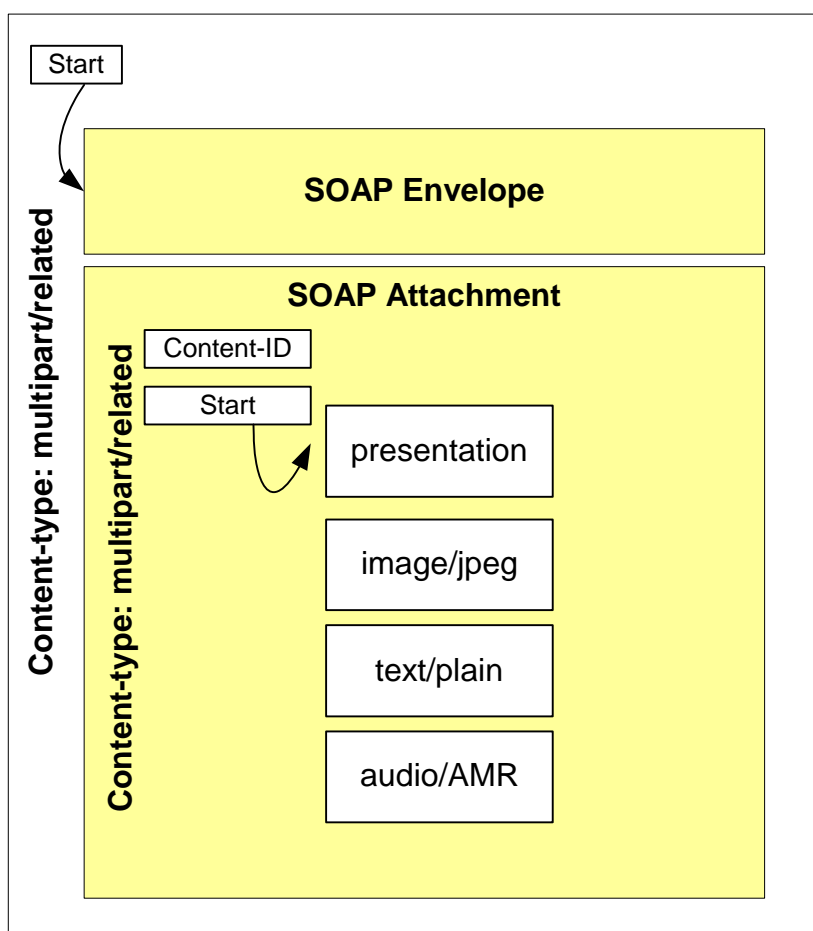 Start
SOAP Envelope
Content-type: multipart/related
SOAP Attachment
Content-type: multipart/related
Content-ID
Start
presentation
image/jpeg
text/plain
audio/AMR